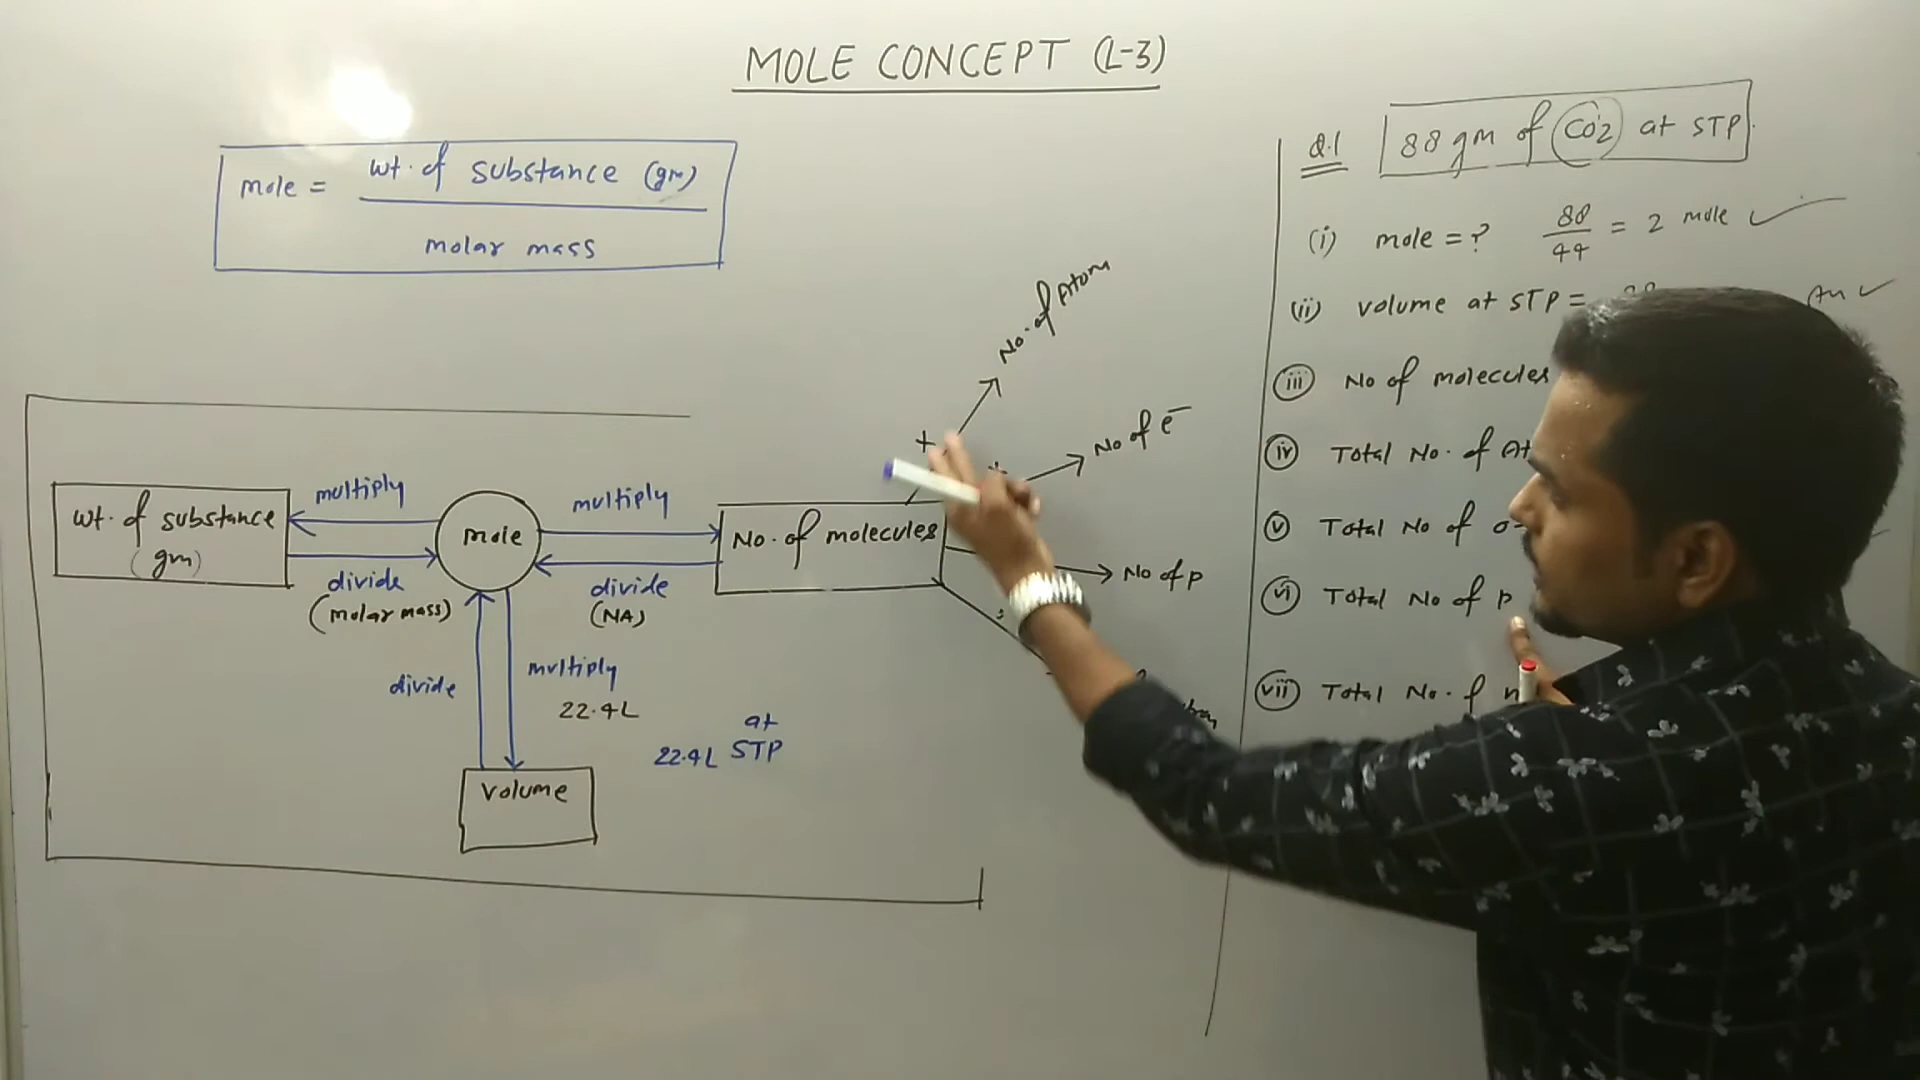 MOLE CONCEPT (L-3)
mole = wt. of substance (gm)
molar mass
wt. of substance
(gm)
multiply
divide
(molar mass)
mole
multiply
divide
(NA)
No. of molecules
+
No. of Atom
No of e⁻
No of p
divide
multiply
22.4L
22.4L at STP
volume
Q.1 88 gm of CO2 at STP
(i) mole = ? 88/44 = 2 mole ✓
(ii) volume at STP = An ✓
(iii) No of molecules
(iv) Total No. of At
(v) Total No of
(vi) Total No of p
(vii) Total No. of n